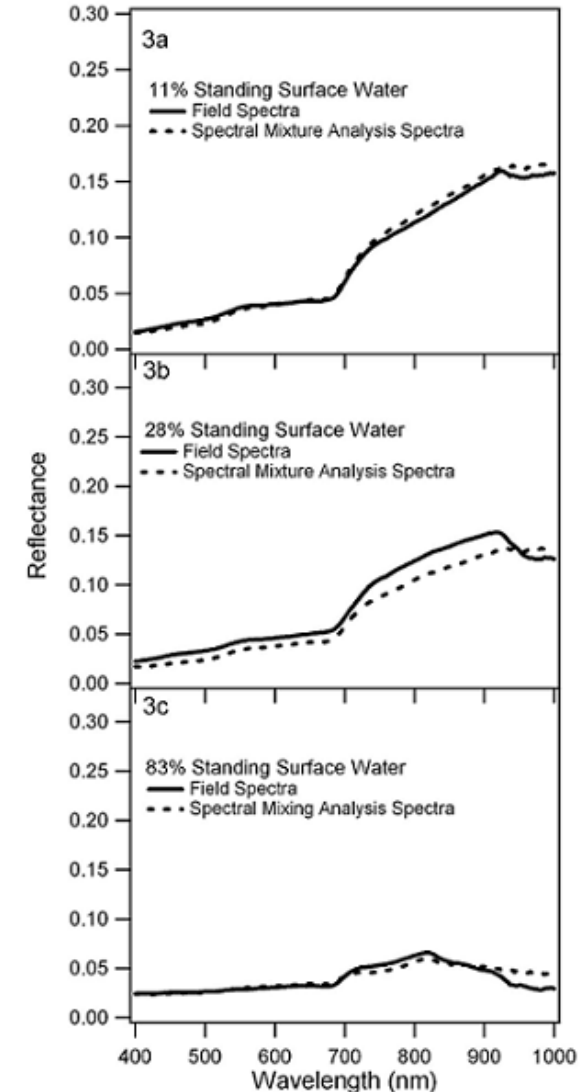 0.30
3a
0.25
11% Standing Surface Water
Field Spectra
0.20
Spectral Mixture Analysis Spectra
0.15
0.10
0.05
0.00
3b
0.30
28% Standing Surface Water
0.25
Field Spectra
Spectral Mixture Analysis Spectra
0.20
Reflectance
0.15
0.10
0.05
0.00
3c
0.30
83% Standing Surface Water
0.25
Field Spectra
Spectral Mixing Analysis Spectra
0.20
0.15
0.10
0.05
0.00
400 500 600 700 800 900 1000
Wavelength (nm)